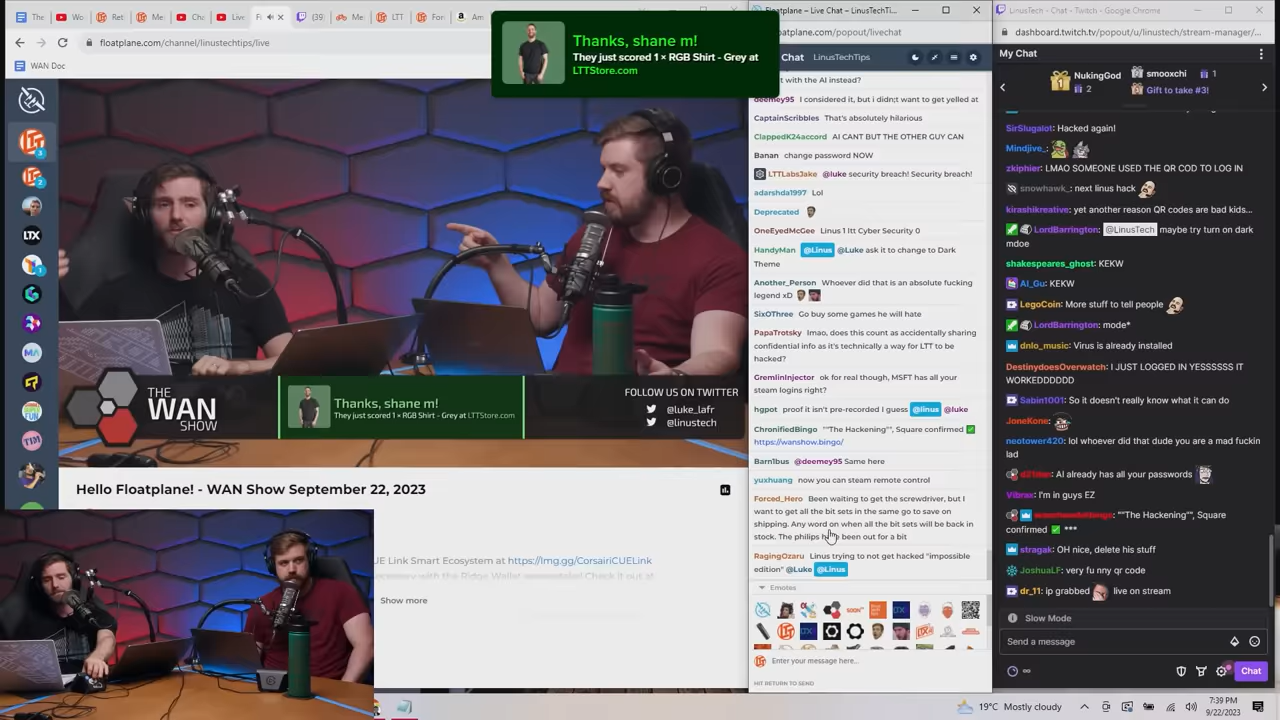 Thanks, shane m!
They just scored 1 × RGB Shirt - Grey at
LTTStore.com
Floatplane - Live Chat - LinusTechTi...
LinusTechTips - Chat - Twitch - Google Chrome
floatplane.com/channel/linustechtips/live
atplane.com/popout/livechat
dashboard.twitch.tv/popout/u/linustech/stream-manager...
WAN Doc
Chat
LinusTechTips
with the AI instead?
deemey95 I considered it, but i didn;t want to get yelled at
CaptainScribbles That's absolutely hilarious
ClappedK24accord AI CANT BUT THE OTHER GUY CAN
Banan change password NOW
LTTLabsJake @luke security breach! Security breach!
adarshda1997 Lol
Deprecated
OneEyedMcGee Linus 1 ltt Cyber Security 0
HandyMan @Linus @Luke ask it to change to Dark
Theme
Another_Person Whoever did that is an absolute fucking
legend xD
SixOThree Go buy some games he will hate
PapaTrotsky lmao, does this count as accidentally sharing
confidential info as it's technically a way for LTT to be
hacked?
GremlinInjector ok for real though, MSFT has all your
steam logins right?
hgpot proof it isn't pre-recorded I guess @linus @luke
ChronifiedBingo ""The Hackening"", Square confirmed ✅
https://wanshow.bingo/
Barn1bus @deemey95 Same here
yuxhuang now you can steam remote control
Forced_Hero Been waiting to get the screwdriver, but I
want to get all the bit sets in the same go to save on
shipping. Any word on when all the bit sets will be back in
stock. The philips have been out for a bit
RagingOzaru Linus trying to not get hacked "impossible
edition" @Luke @Linus
Emotes
Enter your message here...
HIT RETURN TO SEND
My Chat
NukingGod
2
smooxchi
1
Gift to take #3!
SirSlugalot: Hacked again!
Mindjive_:
zkiphier: LMAO SOMEONE USED THE QR CODE TO LOG IN
snowhawk_: next linus hack
kirashikreative: yet another reason QR codes are bad ko...
LordBarrington: @LinusTech maybe try turn on dark
mdoe
shakespeares_ghost: KEKW
Al_Gu: KEKW
LegoCoin: More stuff to tell people
LordBarrington: mode*
dnlo_music: Virus is already installed
DestinydoesOverwatch: I JUST LOGGED IN YESSSSSS IT
WORKEDDDDDD
Sabin1001: So it doesn't really know what it can do
JoneKone:
neotower420: lol whoever did that dude you are a mad fuckin
lad
AI already has all your passwords
Vibrax: I'm in guys EZ
""The Hackening"", Square
confirmed ✅ ***
stragak: OH nice, delete his stuff
JoshuaLF: very fu nny qr code
dr_11: ip grabbed live on stream
Slow Mode
Send a message
Chat
THE
WAN
SHOW
Thanks, shane m!
They just scored 1 × RGB Shirt - Grey at LTTStore.com
FOLLOW US ON TWITTER
@luke_lafr
@linustech
Hello Floatplane! - WAN Show September 22, 2023
UE Link Smart Ecosystem at https://lmg.gg/CorsairiCUELink
Show more
19°C
7:39 PM
9/22/2023